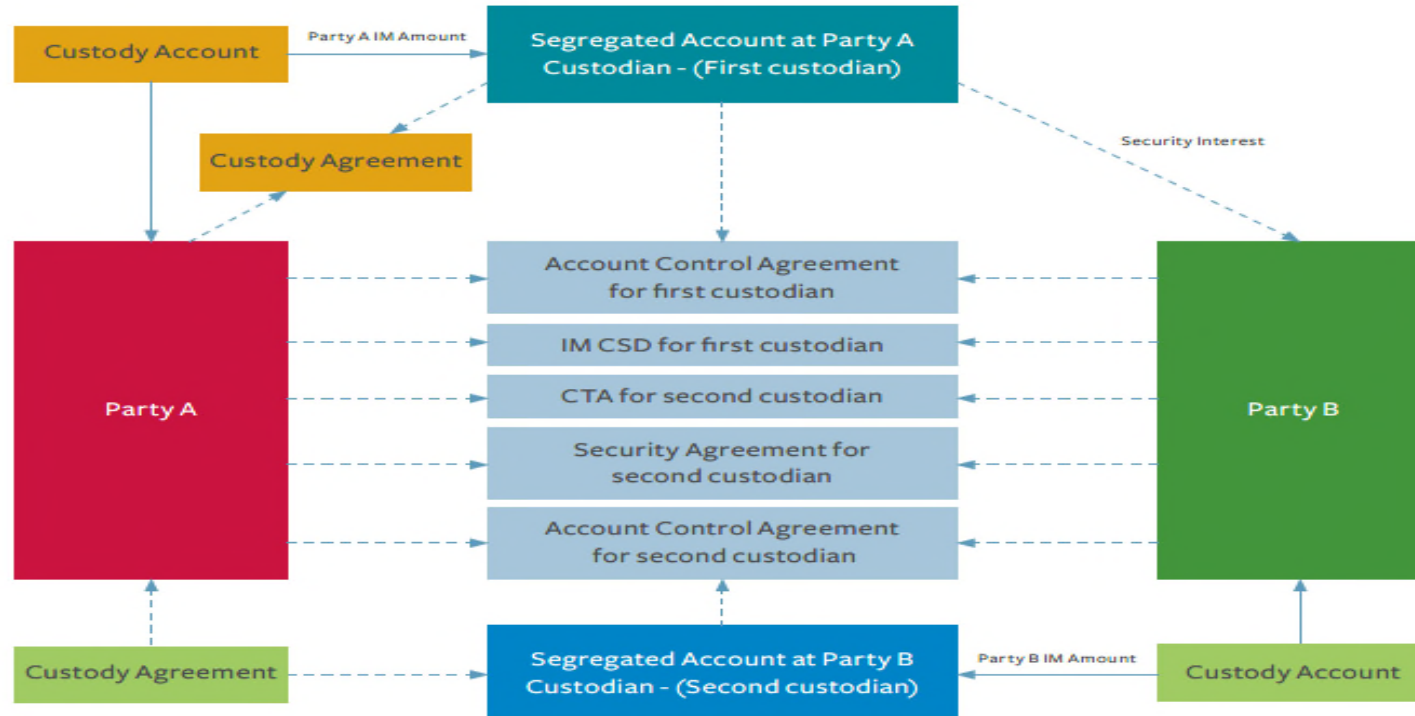 Custody Account
Party A IM Amount
Segregated Account at Party A
Custodian - (First custodian)
Custody Agreement
Security Interest
Party A
Account Control Agreement
for first custodian
IM CSD for first custodian
CTA for second custodian
Security Agreement for
second custodian
Account Control Agreement
for second custodian
Party B
Custody Agreement
Segregated Account at Party B
Custodian - (Second custodian)
Party B IM Amount
Custody Account